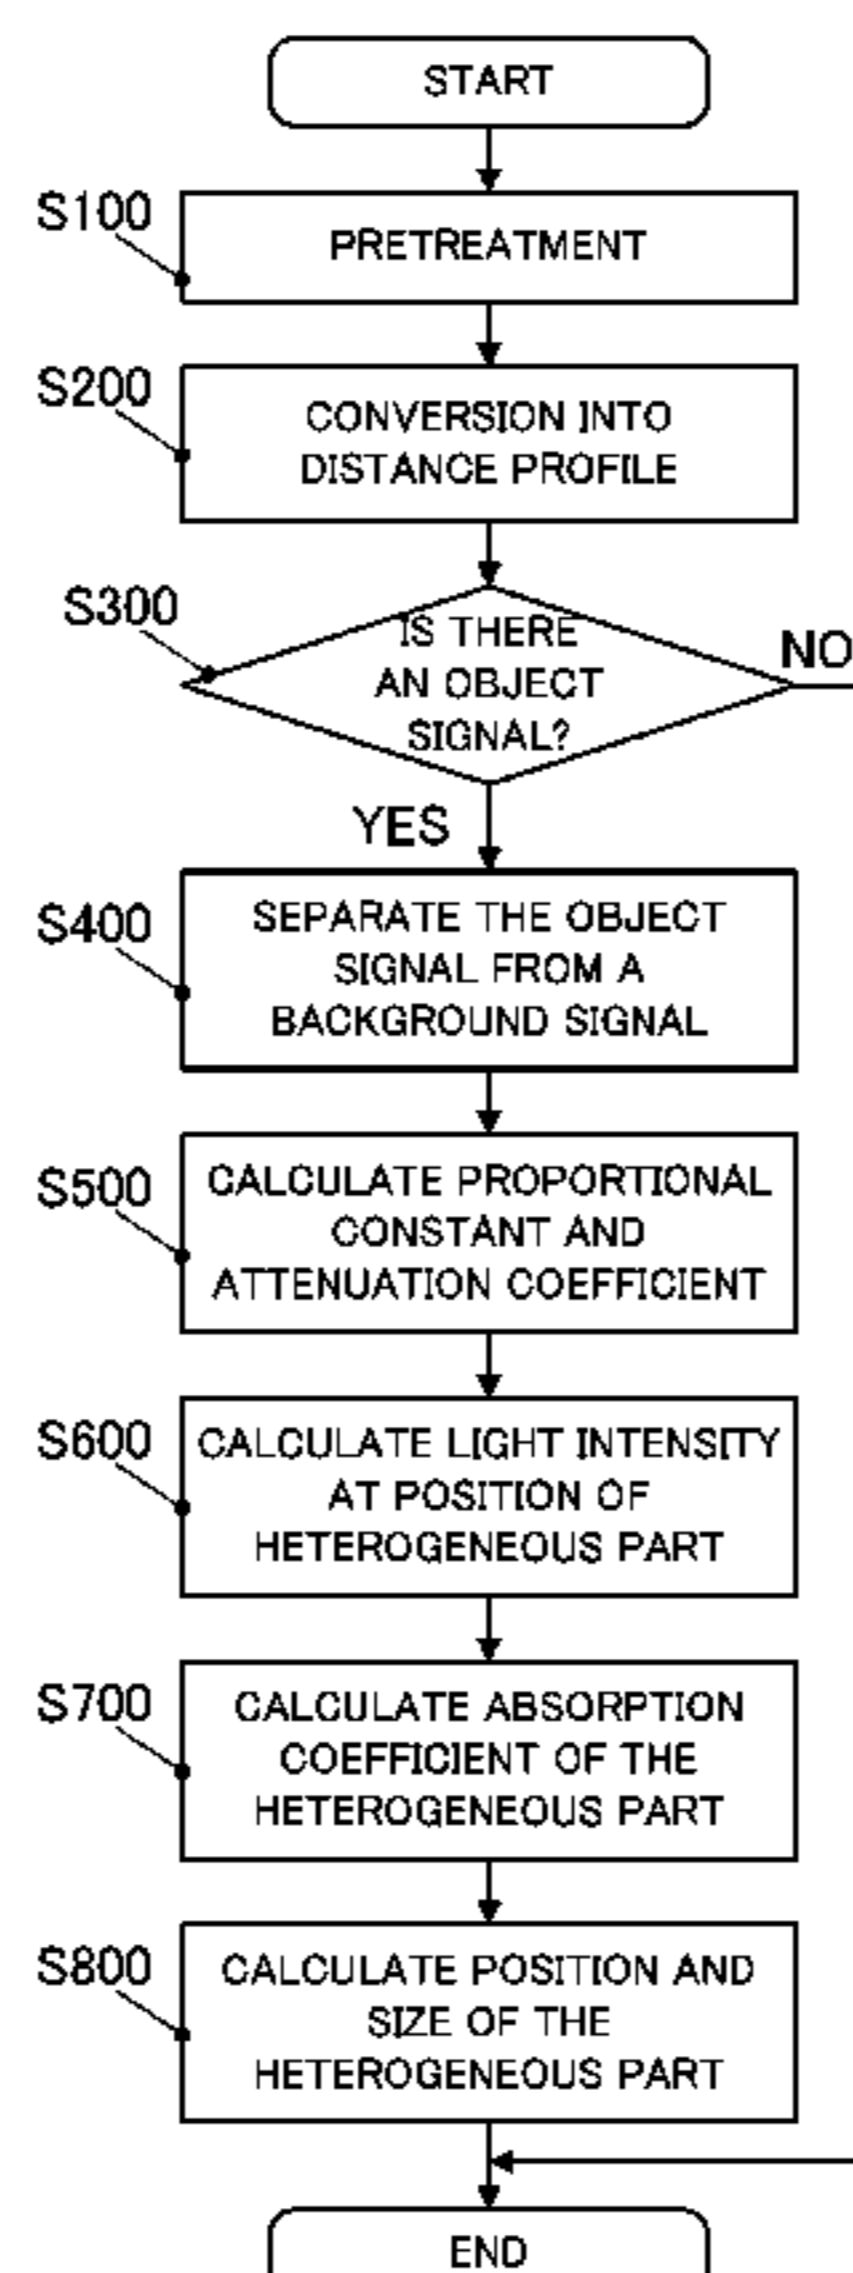 START
S100
PRETREATMENT
S200
CONVERSION INTO
DISTANCE PROFILE
S300
IS THERE
AN OBJECT
SIGNAL?
NO
YES
S400
SEPARATE THE OBJECT
SIGNAL FROM A
BACKGROUND SIGNAL
S500
CALCULATE PROPORTIONAL
CONSTANT AND
ATTENUATION COEFFICIENT
S600
CALCULATE LIGHT INTENSITY
AT POSITION OF
HETEROGENEOUS PART
S700
CALCULATE ABSORPTION
COEFFICIENT OF THE
HETEROGENEOUS PART
S800
CALCULATE POSITION AND
SIZE OF THE
HETEROGENEOUS PART
END